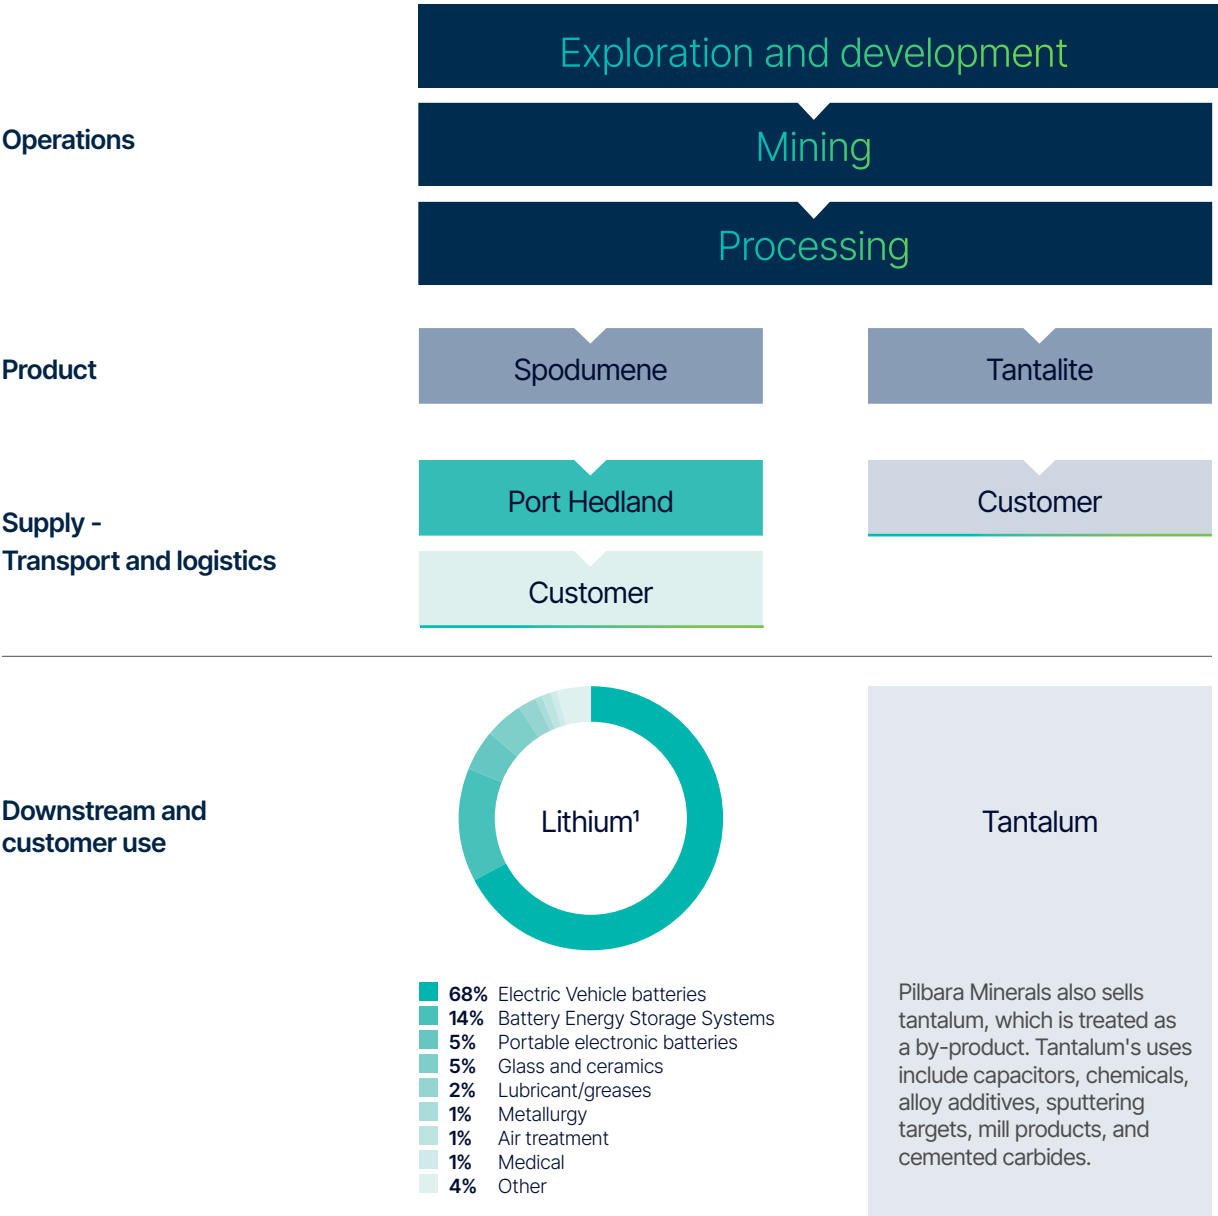 Exploration and development
Operations
Mining
Processing
Product
Spodumene
Tantalite
Supply -
Transport and logistics
Port Hedland
Customer
Customer
Downstream and
customer use
Lithium¹
68% Electric Vehicle batteries
14% Battery Energy Storage Systems
5% Portable electronic batteries
5% Glass and ceramics
2% Lubricant/greases
1% Metallurgy
1% Air treatment
1% Medical
4% Other
Tantalum
Pilbara Minerals also sells
tantalum, which is treated as
a by-product. Tantalum's uses
include capacitors, chemicals,
alloy additives, sputtering
targets, mill products, and
cemented carbides.